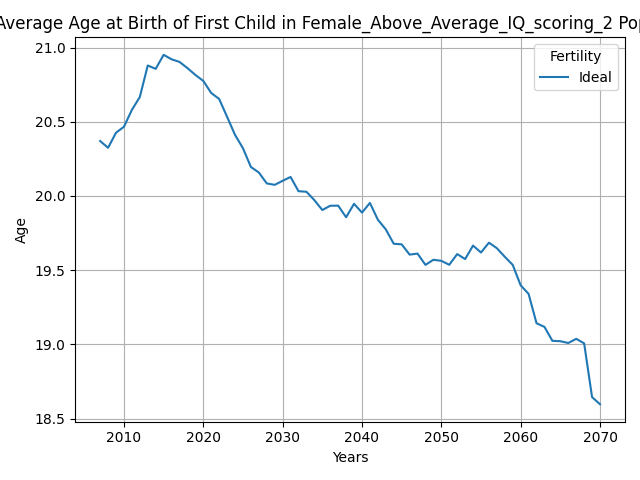 Average Age at Birth of First Child in Female_Above_Average_IQ_scoring_2
Fertility
Ideal
21.0
20.5
20.0
19.5
19.0
18.5
Age
2010 2020 2030 2040 2050 2060 2070
Years